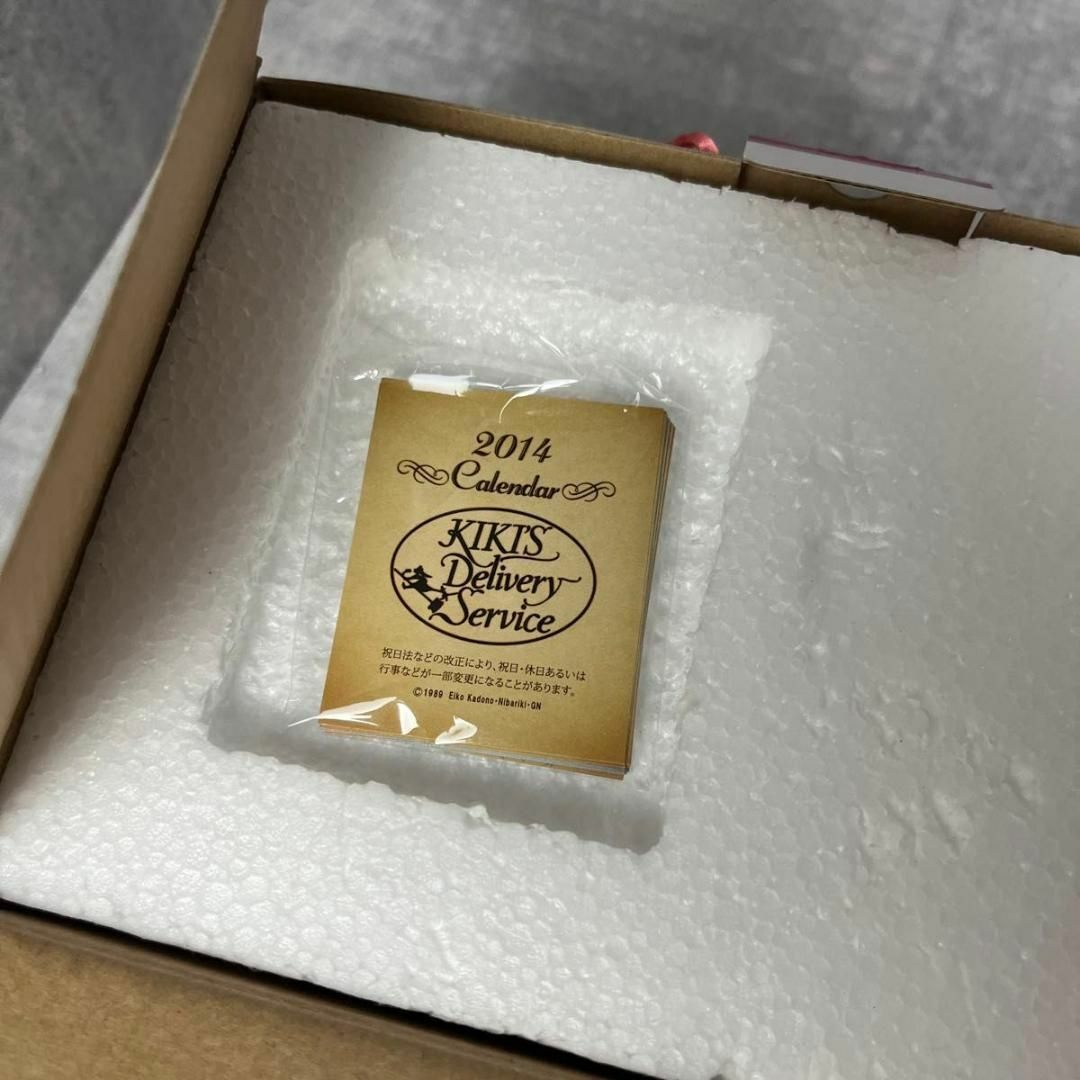 2014
Calendar
KIKI'S
Delivery
Service
祝日法などの改正により、祝日・休日あるいは
行事などが一部変更になることがあります。
©1989 Eiko Kadono・Nibariki・GN